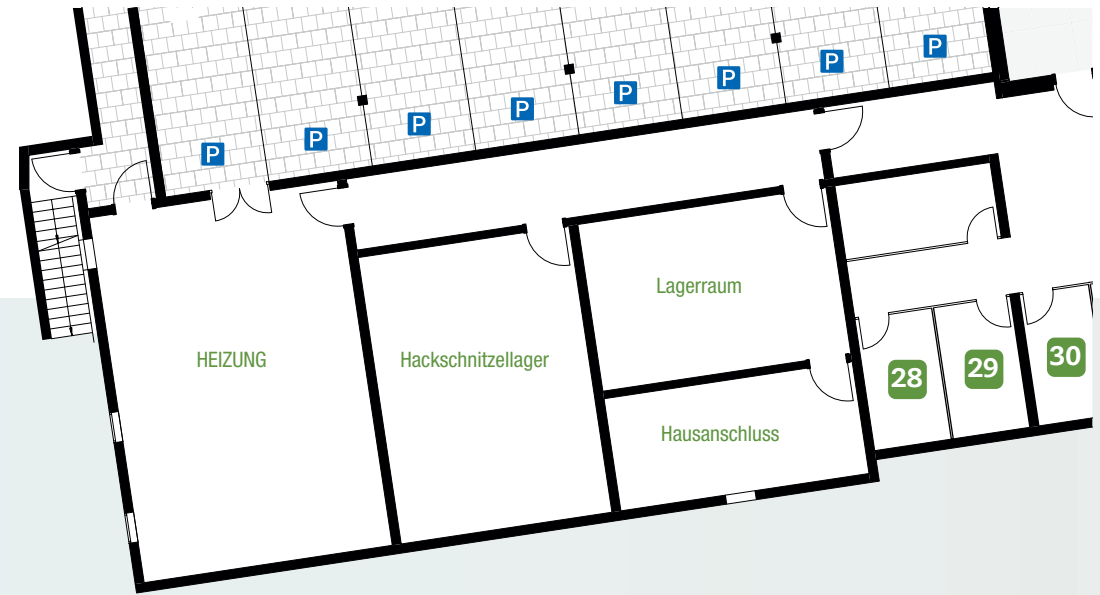 P
P
P
P
P
P
P
P
Lagerraum
HEIZUNG
Hackschnitzellager
28
29
30
Hausanschluss